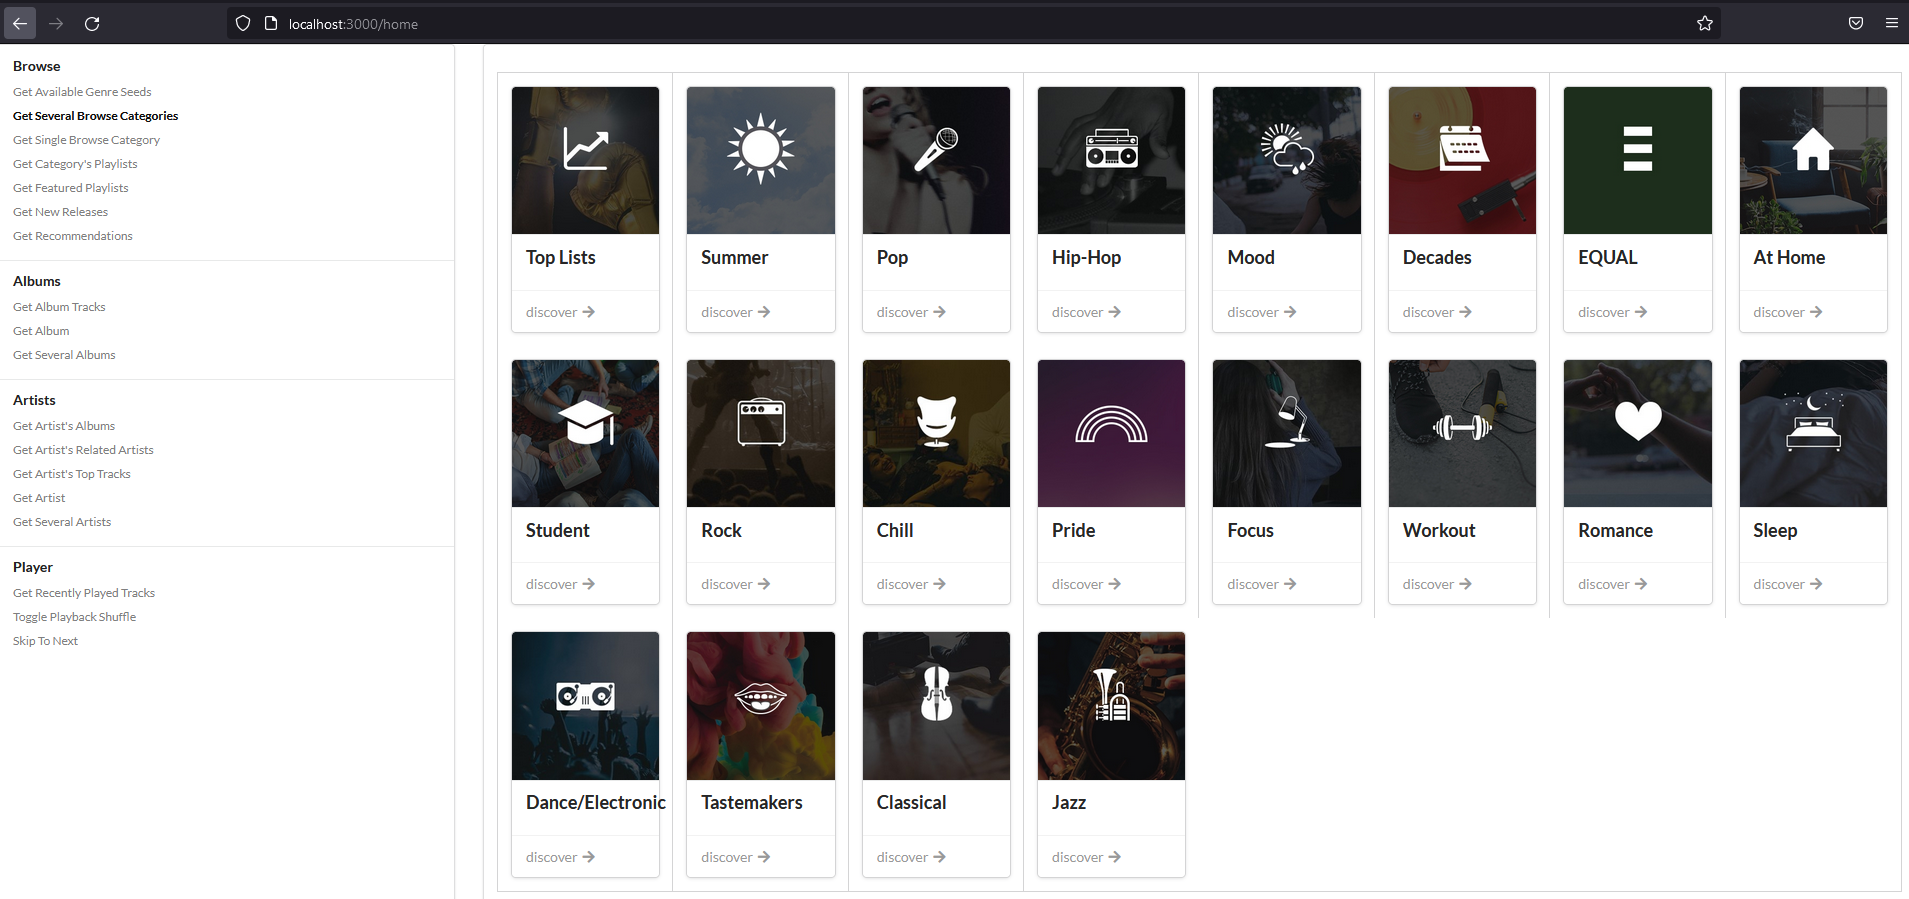 localhost:3000/home
Browse
Get Available Genre Seeds
Get Several Browse Categories
Get Single Browse Category
Get Category's Playlists
Get Featured Playlists
Get New Releases
Get Recommendations
Albums
Get Album Tracks
Get Album
Get Several Albums
Artists
Get Artist's Albums
Get Artist's Related Artists
Get Artist's Top Tracks
Get Artist
Get Several Artists
Player
Get Recently Played Tracks
Toggle Playback Shuffle
Skip To Next
Top Lists
discover
Summer
discover
Pop
discover
Hip-Hop
discover
Mood
discover
Decades
discover
EQUAL
discover
At Home
discover
Student
discover
Rock
discover
Chill
discover
Pride
discover
Focus
discover
Workout
discover
Romance
discover
Sleep
discover
Dance/Electronic
discover
Tastemakers
discover
Classical
discover
Jazz
discover